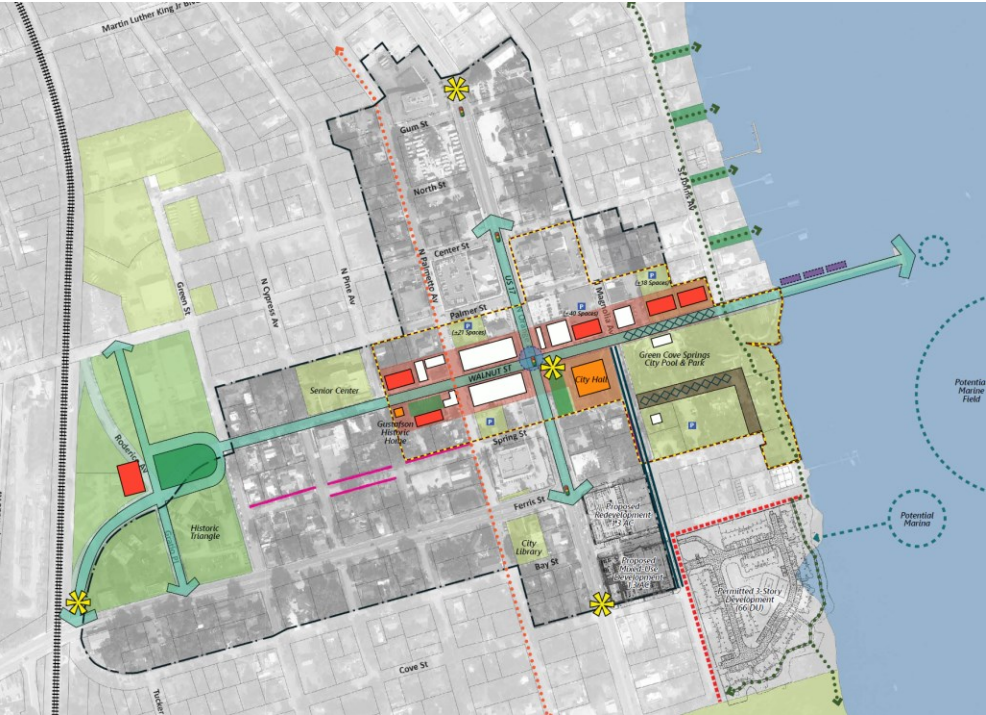 Martin Luther King Jr Blvd
Gum St
North St
St Johns Av
Center St
N Palmetto Av
N Pine Av
N Cypress Av
Green St
US 17
P
(±18 Spaces)
Magnolia Av
P
(±40 Spaces)
Palmer St
P
(±21 Spaces)
WALNUT ST
Green Cove Springs
City Pool & Park
Senior Center
City Hall
Potential
Marine
Field
Gustafson
Historic
Home
P
P
Spring St
Roderigo Av
Ferris St
Proposed
Redevelopment
Potential
Marina
Historic
Triangle
City
Library
Bay St
Proposed
Mixed-Use
Development
Permitted 3-Story
Development
(66 DU)
Cove St
Tucker